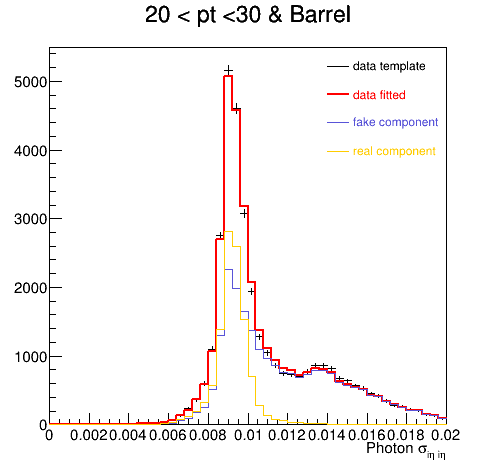 20 < pt <30 & Barrel
data template
data fitted
fake component
real component
5000
4000
3000
2000
1000
0
0 0.002 0.004 0.006 0.008 0.01 0.012 0.014 0.016 0.018 0.02
Photon σiη iη